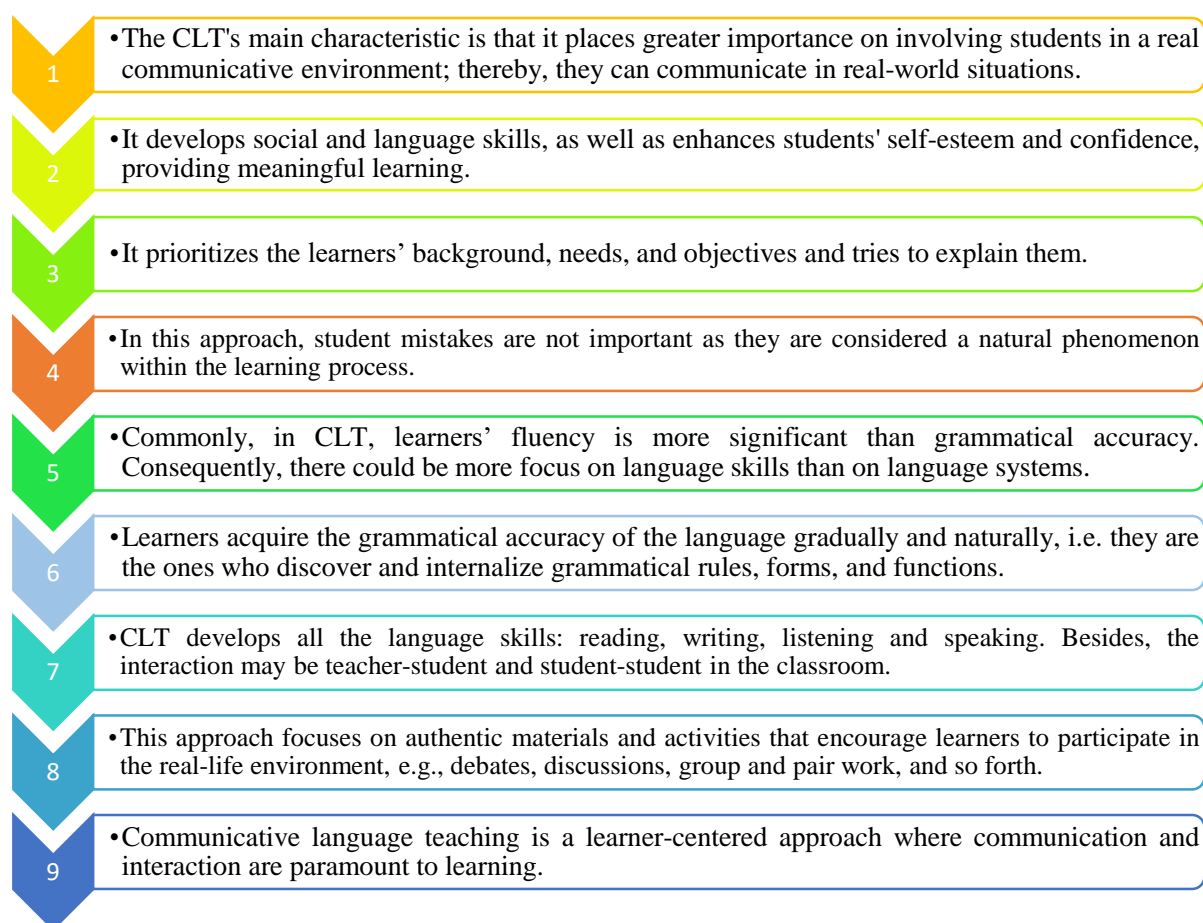 1
•The CLT's main characteristic is that it places greater importance on involving students in a real
communicative environment; thereby, they can communicate in real-world situations.
2
•It develops social and language skills, as well as enhances students' self-esteem and confidence,
providing meaningful learning.
3
•It prioritizes the learners’ background, needs, and objectives and tries to explain them.
4
•In this approach, student mistakes are not important as they are considered a natural phenomenon
within the learning process.
5
•Commonly, in CLT, learners’ fluency is more significant than grammatical accuracy.
Consequently, there could be more focus on language skills than on language systems.
6
•Learners acquire the grammatical accuracy of the language gradually and naturally, i.e. they are
the ones who discover and internalize grammatical rules, forms, and functions.
7
•CLT develops all the language skills: reading, writing, listening and speaking. Besides, the
interaction may be teacher-student and student-student in the classroom.
8
•This approach focuses on authentic materials and activities that encourage learners to participate in
the real-life environment, e.g., debates, discussions, group and pair work, and so forth.
9
•Communicative language teaching is a learner-centered approach where communication and
interaction are paramount to learning.